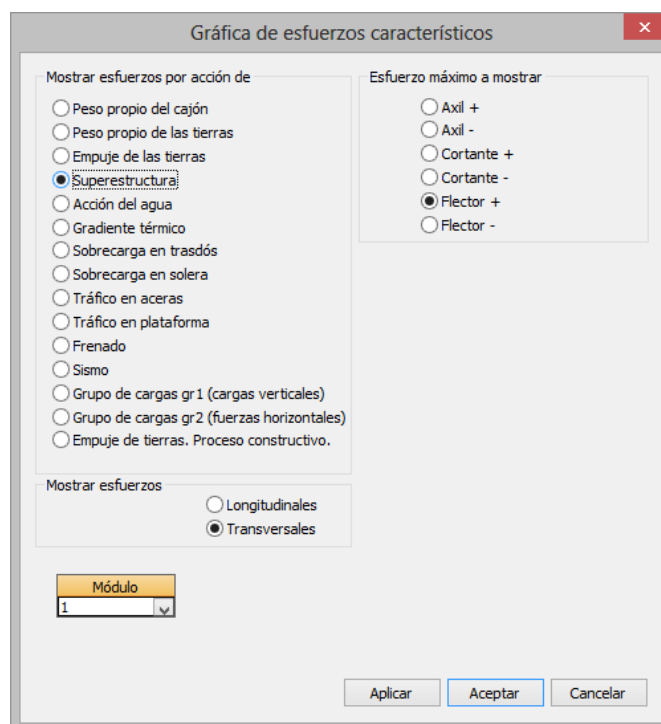 Gráfica de esfuerzos característicos
Mostrar esfuerzos por acción de
Peso propio del cajón
Peso propio de las tierras
Empuje de las tierras
Superestructura
Acción del agua
Gradiente térmico
Sobrecarga en trasdós
Sobrecarga en solera
Tráfico en aceras
Tráfico en plataforma
Frenado
Sismo
Grupo de cargas gr1 (cargas verticales)
Grupo de cargas gr2 (fuerzas horizontales)
Empuje de tierras. Proceso constructivo.
Esfuerzo máximo a mostrar
Axil +
Axil -
Cortante +
Cortante -
Flector +
Flector -
Mostrar esfuerzos
Longitudinales
Transversales
Módulo
1
Aplicar
Aceptar
Cancelar